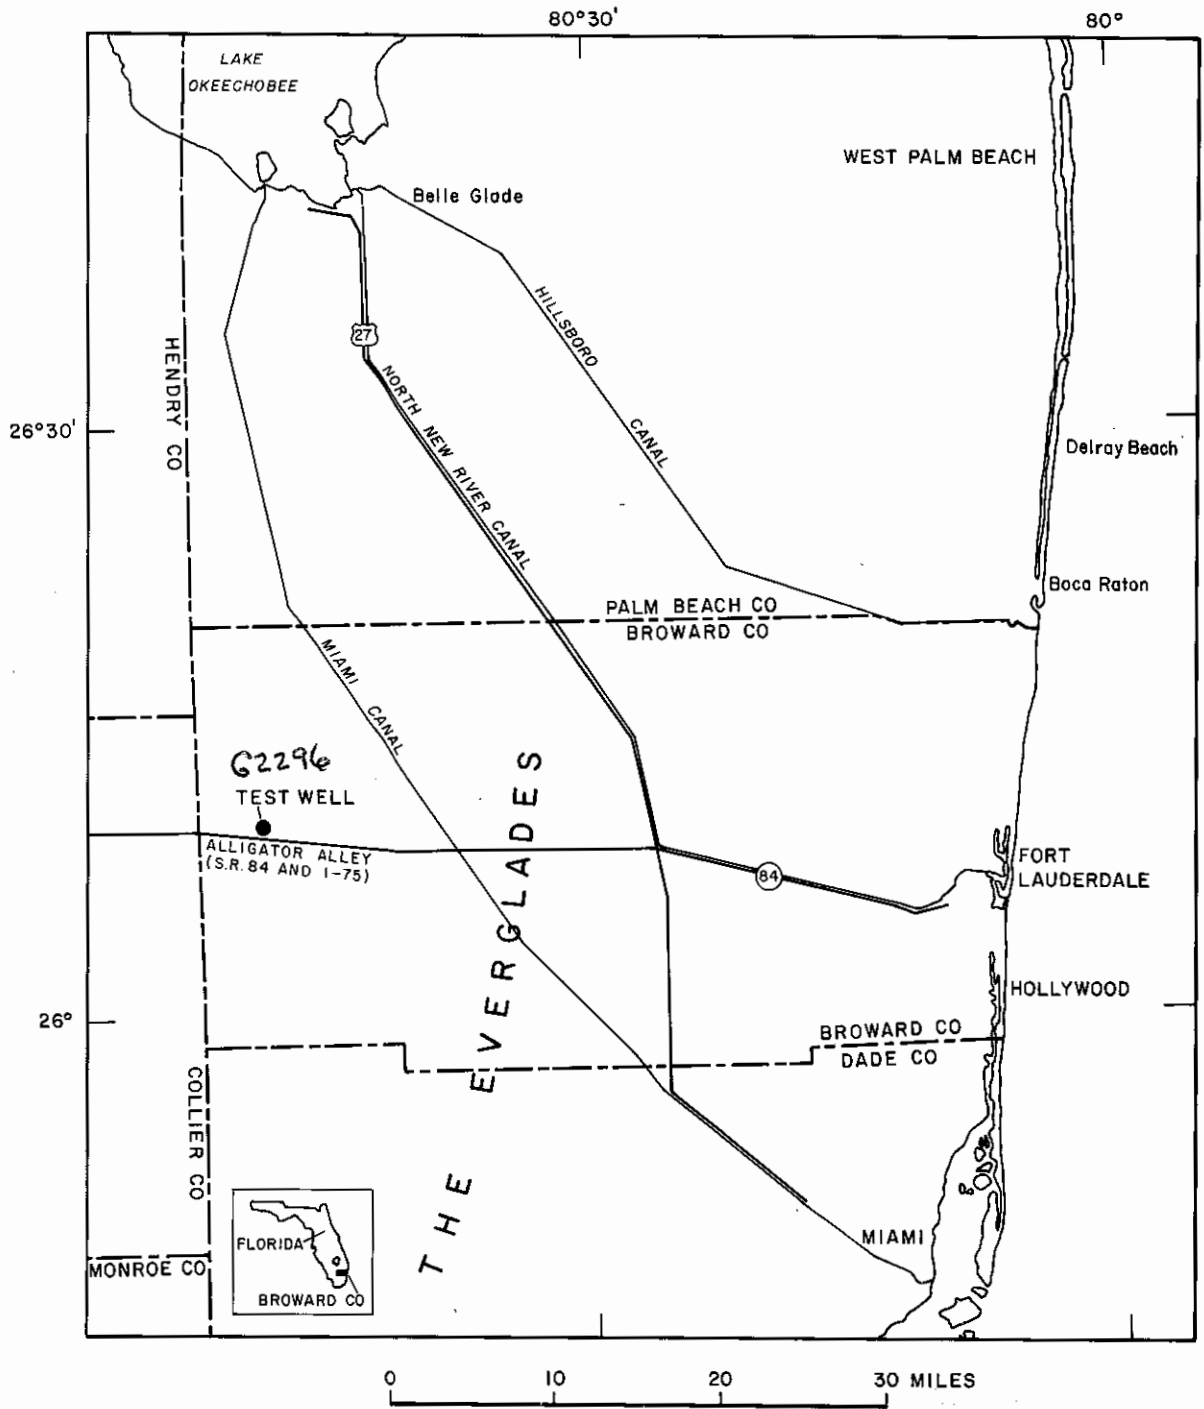 80°30'
80°
LAKE
OKEECHOBEE
WEST PALM BEACH
Belle Glade
HILLSBORO CANAL
27
HENDRY CO
NORTH NEW RIVER CANAL
26°30'
Delray Beach
Boca Raton
PALM BEACH CO
BROWARD CO
MIAMI CANAL
G2296
TEST WELL
ALLIGATOR ALLEY
(S.R. 84 AND I-75)
THE EVERGLADES
84
FORT
LAUDERDALE
HOLLYWOOD
26°
BROWARD CO
DADE CO
COLLIER CO
FLORIDA
BROWARD CO
MIAMI
MONROE CO
0 10 20 30 MILES